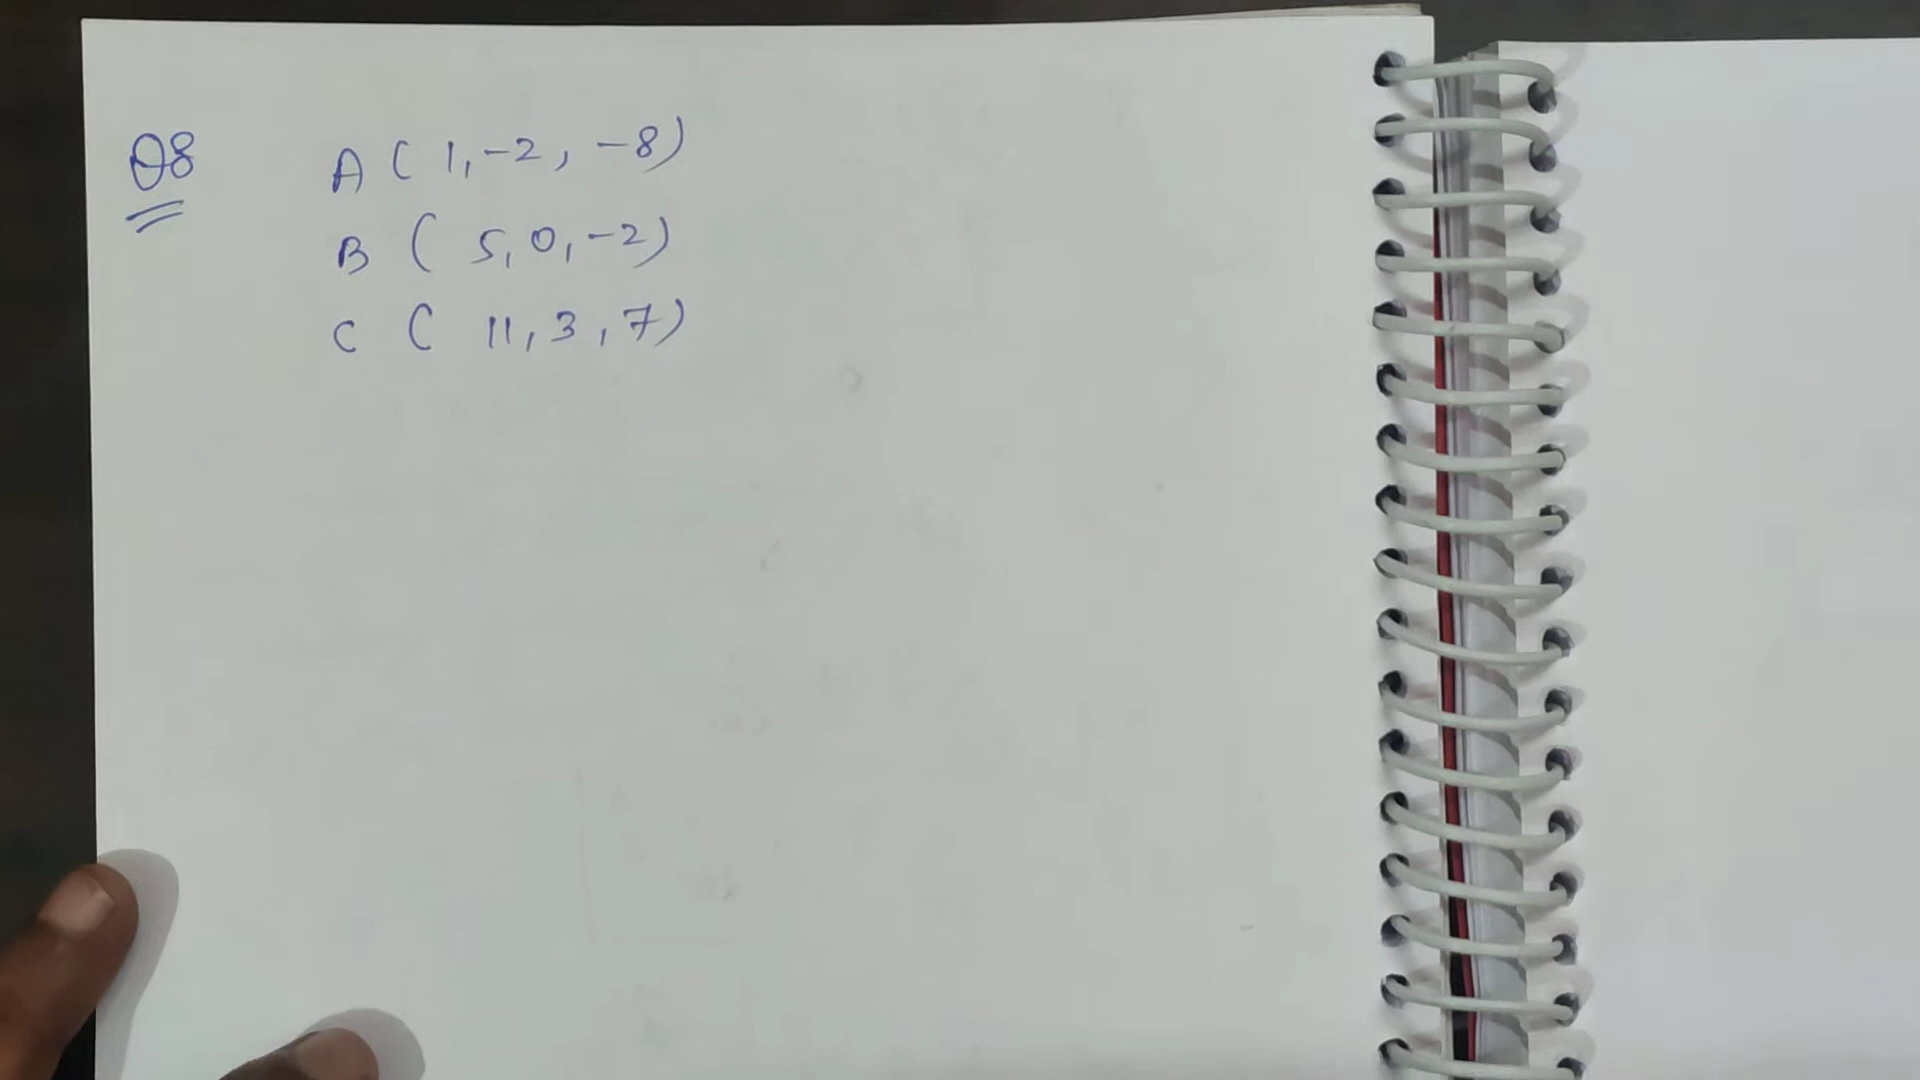 Q8 A ( 1, -2, -8)
B ( 5, 0, -2)
C ( 11, 3, 7)